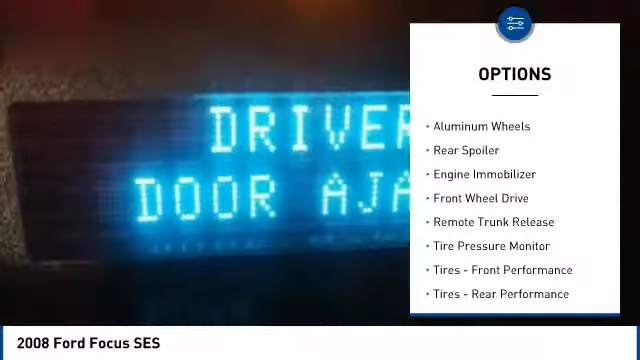 DRIVER
DOOR AJA
OPTIONS
· Aluminum Wheels
· Rear Spoiler
· Engine Immobilizer
· Front Wheel Drive
· Remote Trunk Release
· Tire Pressure Monitor
· Tires - Front Performance
· Tires - Rear Performance
2008 Ford Focus SES